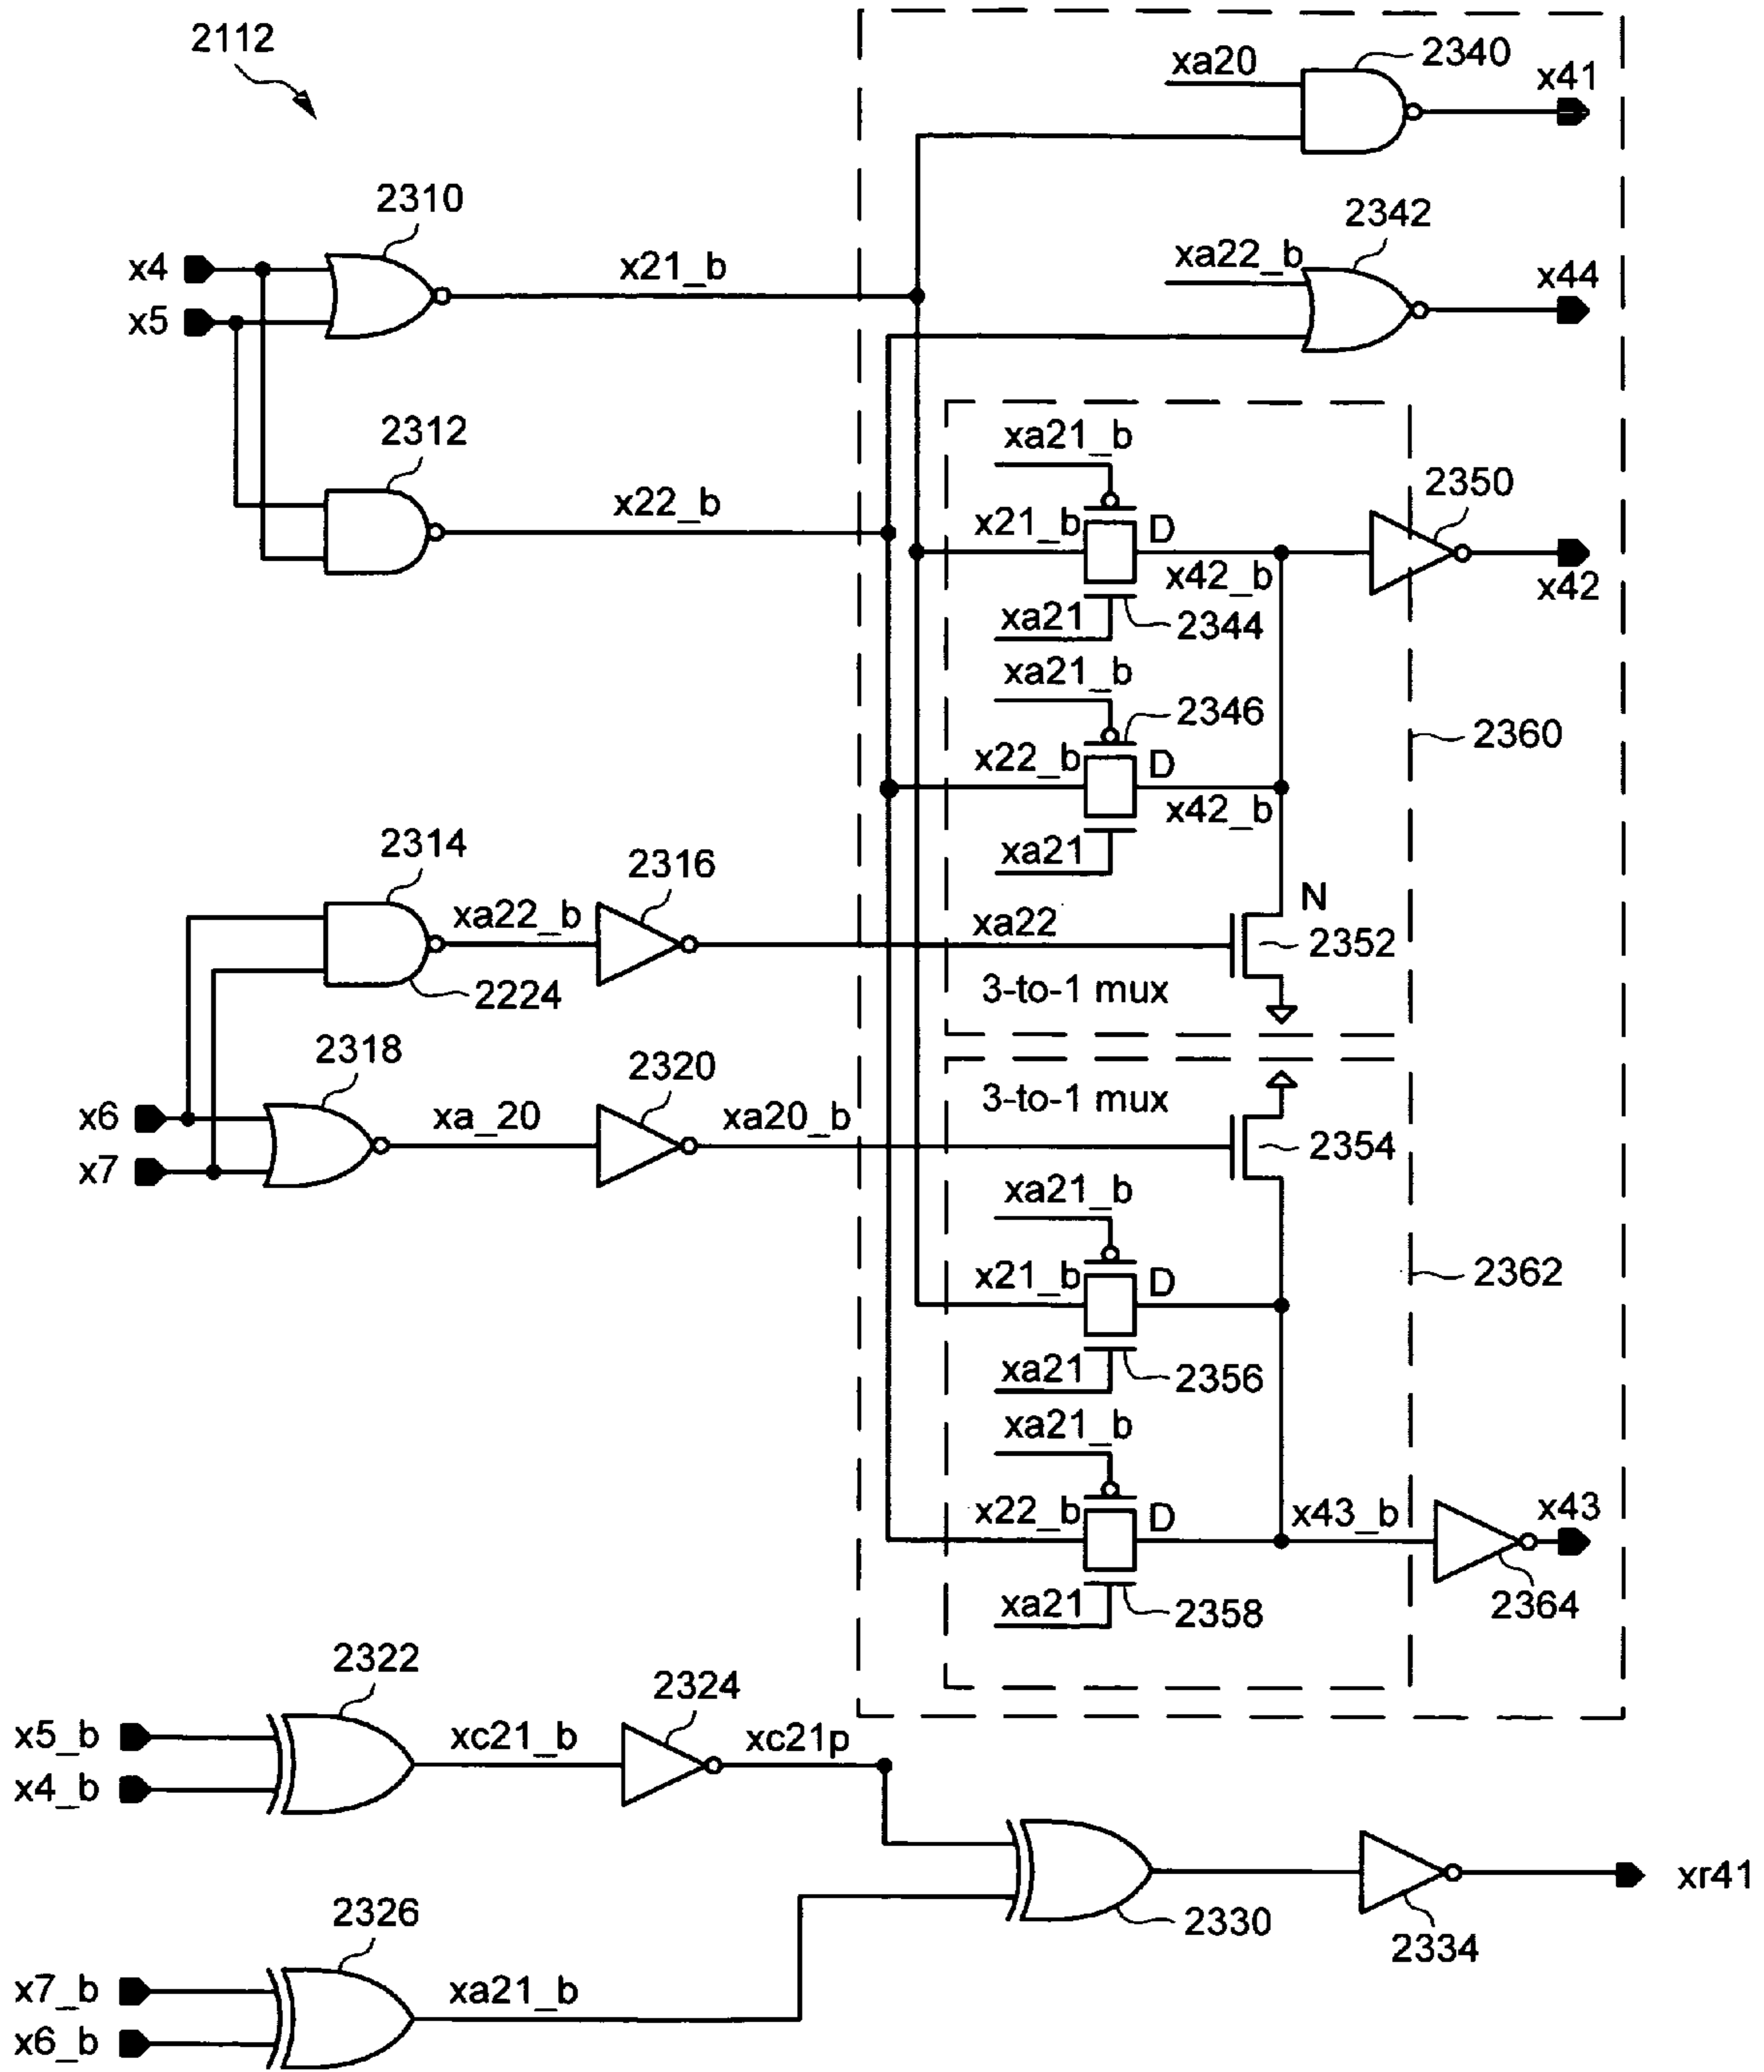 2112
xa20
2340
x41
2310
2342
x4
x21_b
xa22_b
x44
x5
2312
xa21_b
2350
x22_b
x21_b
D
x42_b
x42
xa21
2344
xa21_b
2346
2360
x22_b
D
x42_b
2314
2316
xa21
xa22_b
xa22
N
2352
2224
3-to-1 mux
2318
2320
3-to-1 mux
x6
xa_20
xa20_b
2354
x7
xa21_b
x21_b
D
2362
xa21
2356
xa21_b
x22_b
D
x43_b
x43
xa21
2358
2364
2322
2324
x5_b
xc21_b
xc21p
x4_b
2326
2330
xr41
2334
x7_b
xa21_b
x6_b